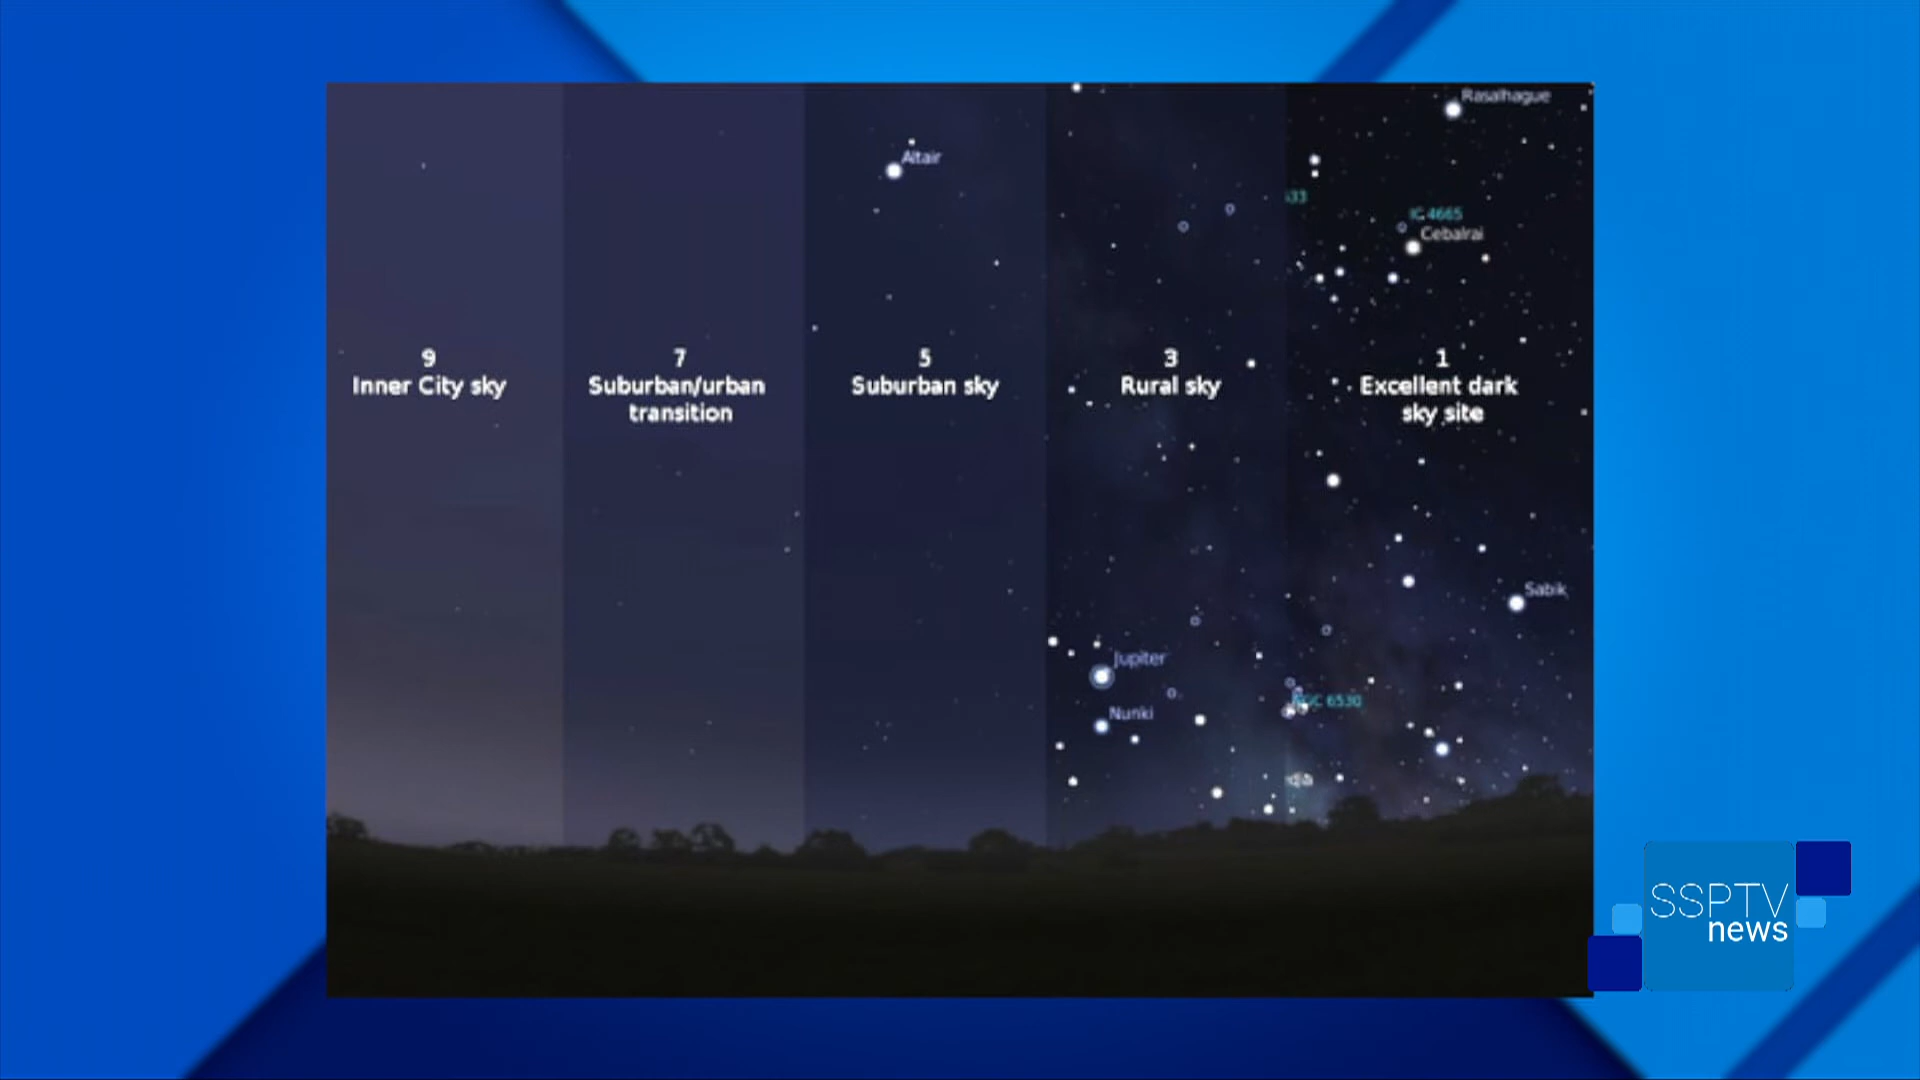 Rasalhague
Altair
IC 4665
Cebalrai
9
Inner City sky
7
Suburban/urban
transition
5
Suburban sky
3
Rural sky
1
Excellent dark
sky site
Sabik
Jupiter
6530
Nunki
SSPTV
news